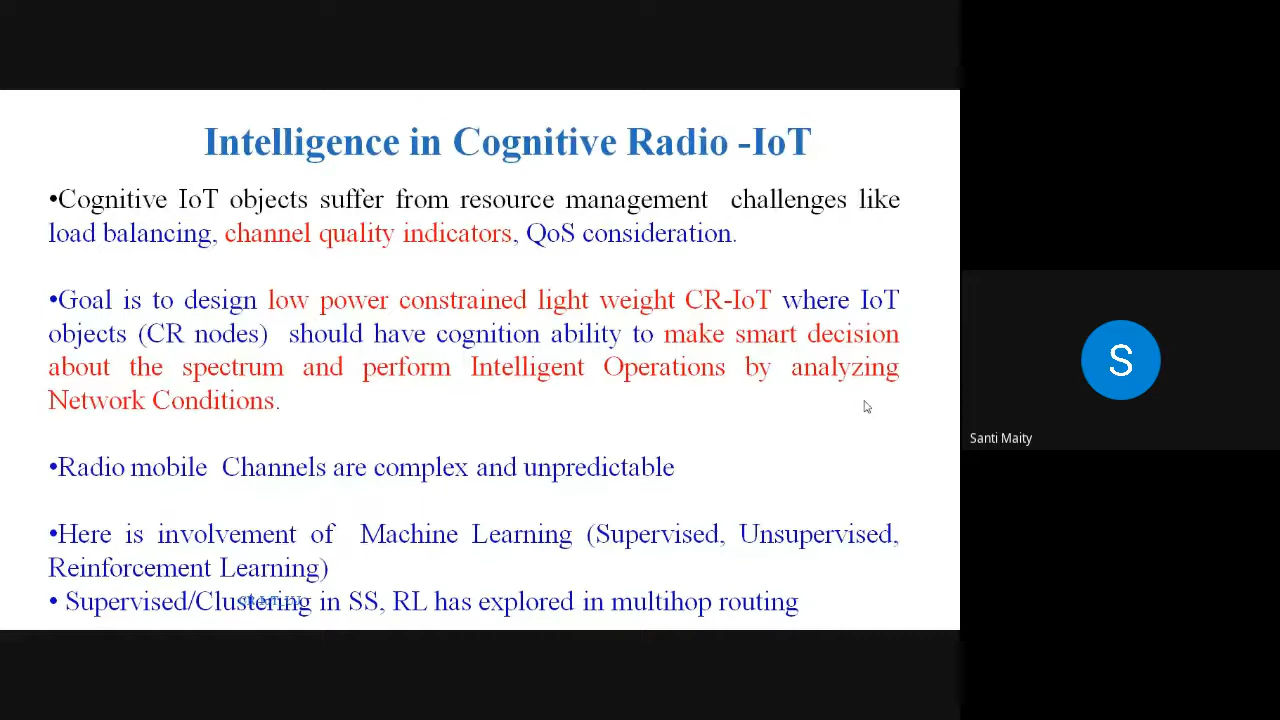 Intelligence in Cognitive Radio -IoT
•Cognitive IoT objects suffer from resource management challenges like
load balancing, channel quality indicators, QoS consideration.
•Goal is to design low power constrained light weight CR-IoT where IoT
objects (CR nodes) should have cognition ability to make smart decision
about the spectrum and perform Intelligent Operations by analyzing
Network Conditions.
•Radio mobile Channels are complex and unpredictable
•Here is involvement of Machine Learning (Supervised, Unsupervised,
Reinforcement Learning)
• Supervised/Clustering in SS, RL has explored in multihop routing
S
Santi Maity